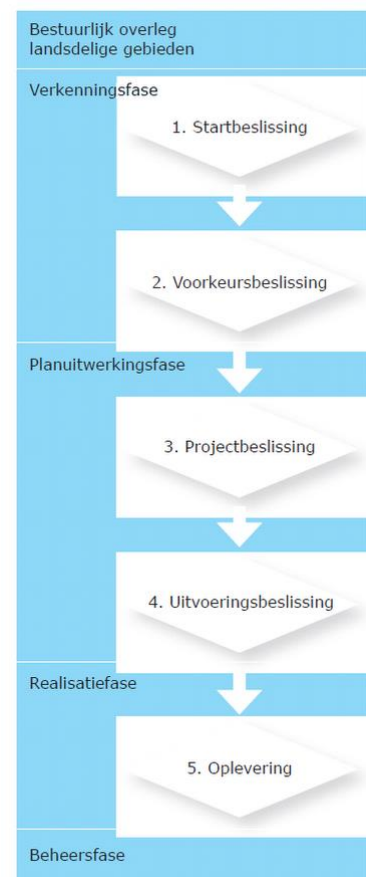 Bestuurlijk overleg
landsdelige gebieden
Verkenningsfase
1. Startbeslissing
2. Voorkeursbeslissing
Planuitwerkingsfase
3. Projectbeslissing
4. Uitvoeringsbeslissing
Realisatiefase
5. Oplevering
Beheersfase